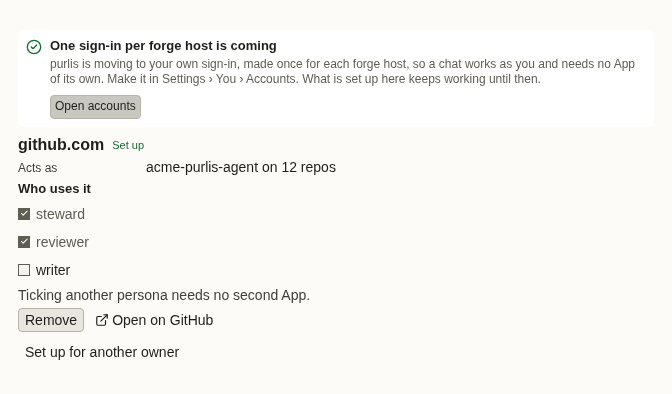 One sign-in per forge host is coming
purlis is moving to your own sign-in, made once for each forge host, so a chat works as you and needs no App
of its own. Make it in Settings › You › Accounts. What is set up here keeps working until then.
Open accounts
github.com Set up
Acts as acme-purlis-agent on 12 repos
Who uses it
steward
reviewer
writer
Ticking another persona needs no second App.
Remove Open on GitHub
Set up for another owner